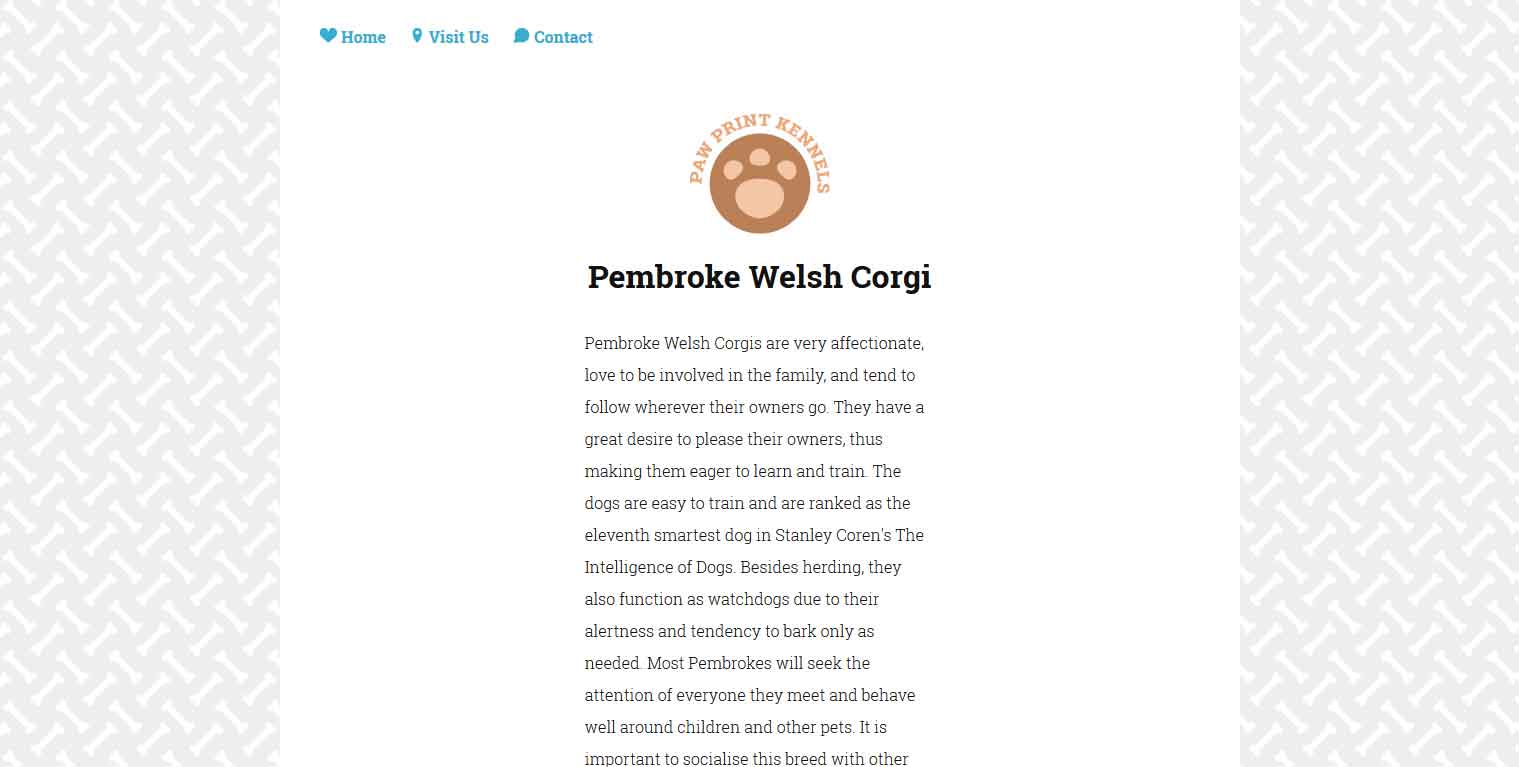 Home Visit Us Contact
PAW PRINT KENNELS
Pembroke Welsh Corgi
Pembroke Welsh Corgis are very affectionate,
love to be involved in the family, and tend to
follow wherever their owners go. They have a
great desire to please their owners, thus
making them eager to learn and train. The
dogs are easy to train and are ranked as the
eleventh smartest dog in Stanley Coren's The
Intelligence of Dogs. Besides herding, they
also function as watchdogs due to their
alertness and tendency to bark only as
needed. Most Pembrokes will seek the
attention of everyone they meet and behave
well around children and other pets. It is
important to socialise this breed with other